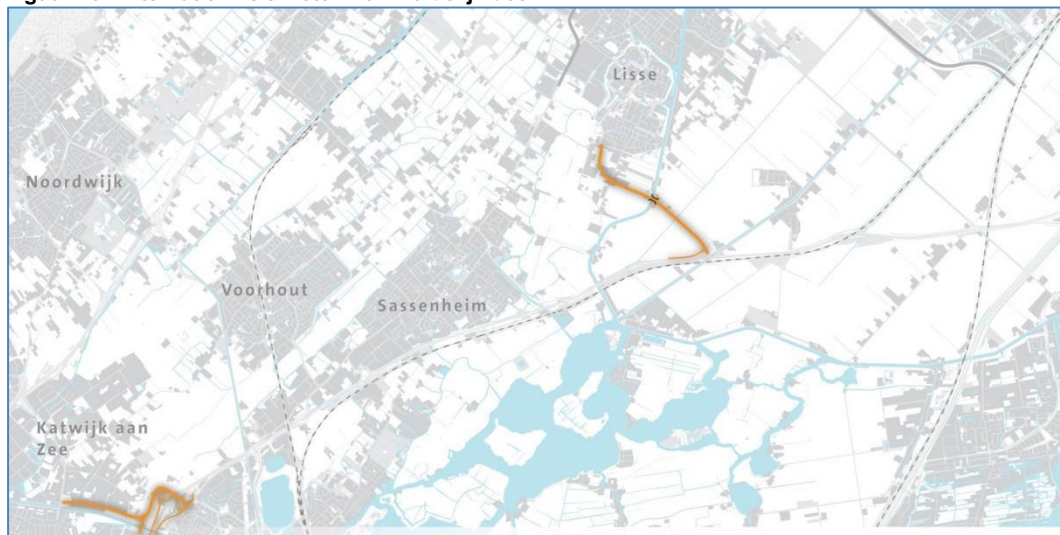 Lisse
Noordwijk
Voorhout
Sassenheim
Katwijk aan
Zee